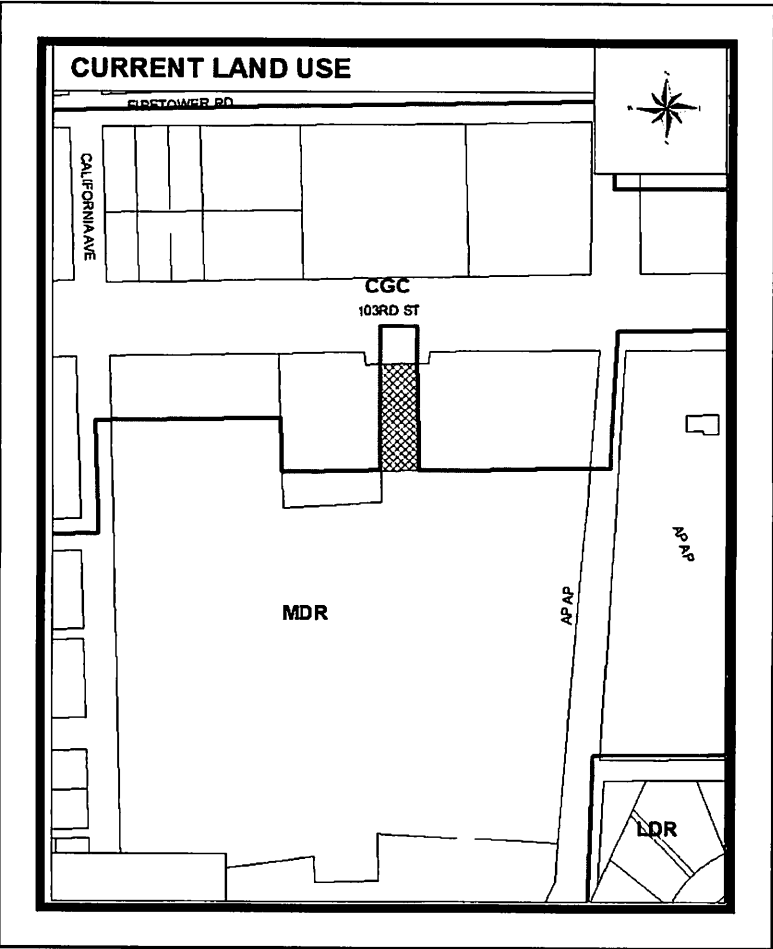 CURRENT LAND USE
FIRETOWER RD
CALIFORNIA AVE
CGC
103RD ST
AP AP
MDR
AP AP
LDR